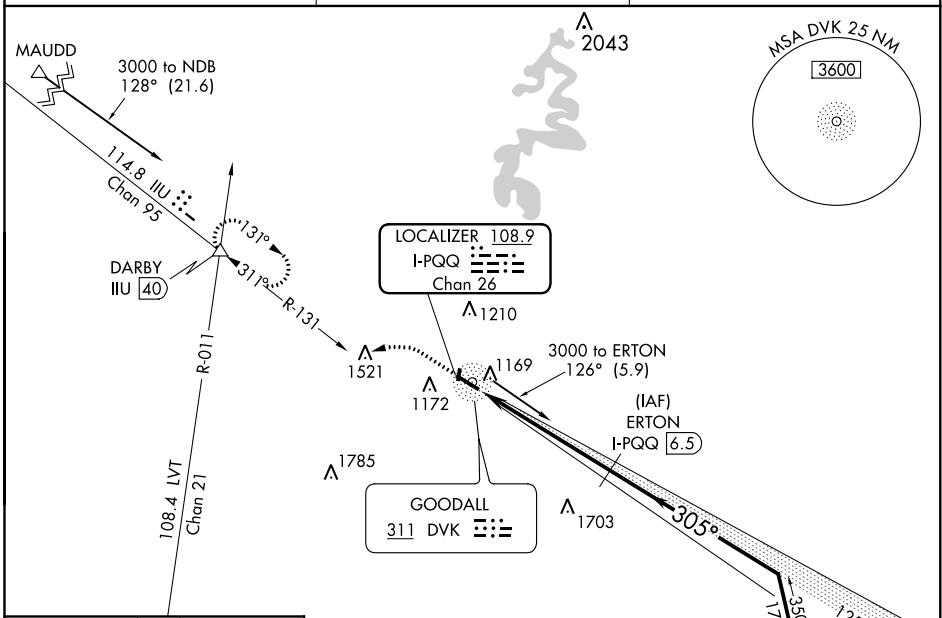 2043
MAUDD
3000 to NDB
128° (21.6)
MSA DVK 25 NM
3600
114.8 IIU
Chan 95
131°
DARBY
IIU 40
311°
R-131
R-011
LOCALIZER 108.9
I-PQQ
Chan 26
1210
1521
1172
1169
3000 to ERTON
126° (5.9)
(IAF)
ERTON
I-PQQ 6.5
1785
108.4 LVT
Chan 21
GOODALL
311 DVK
1703
305°